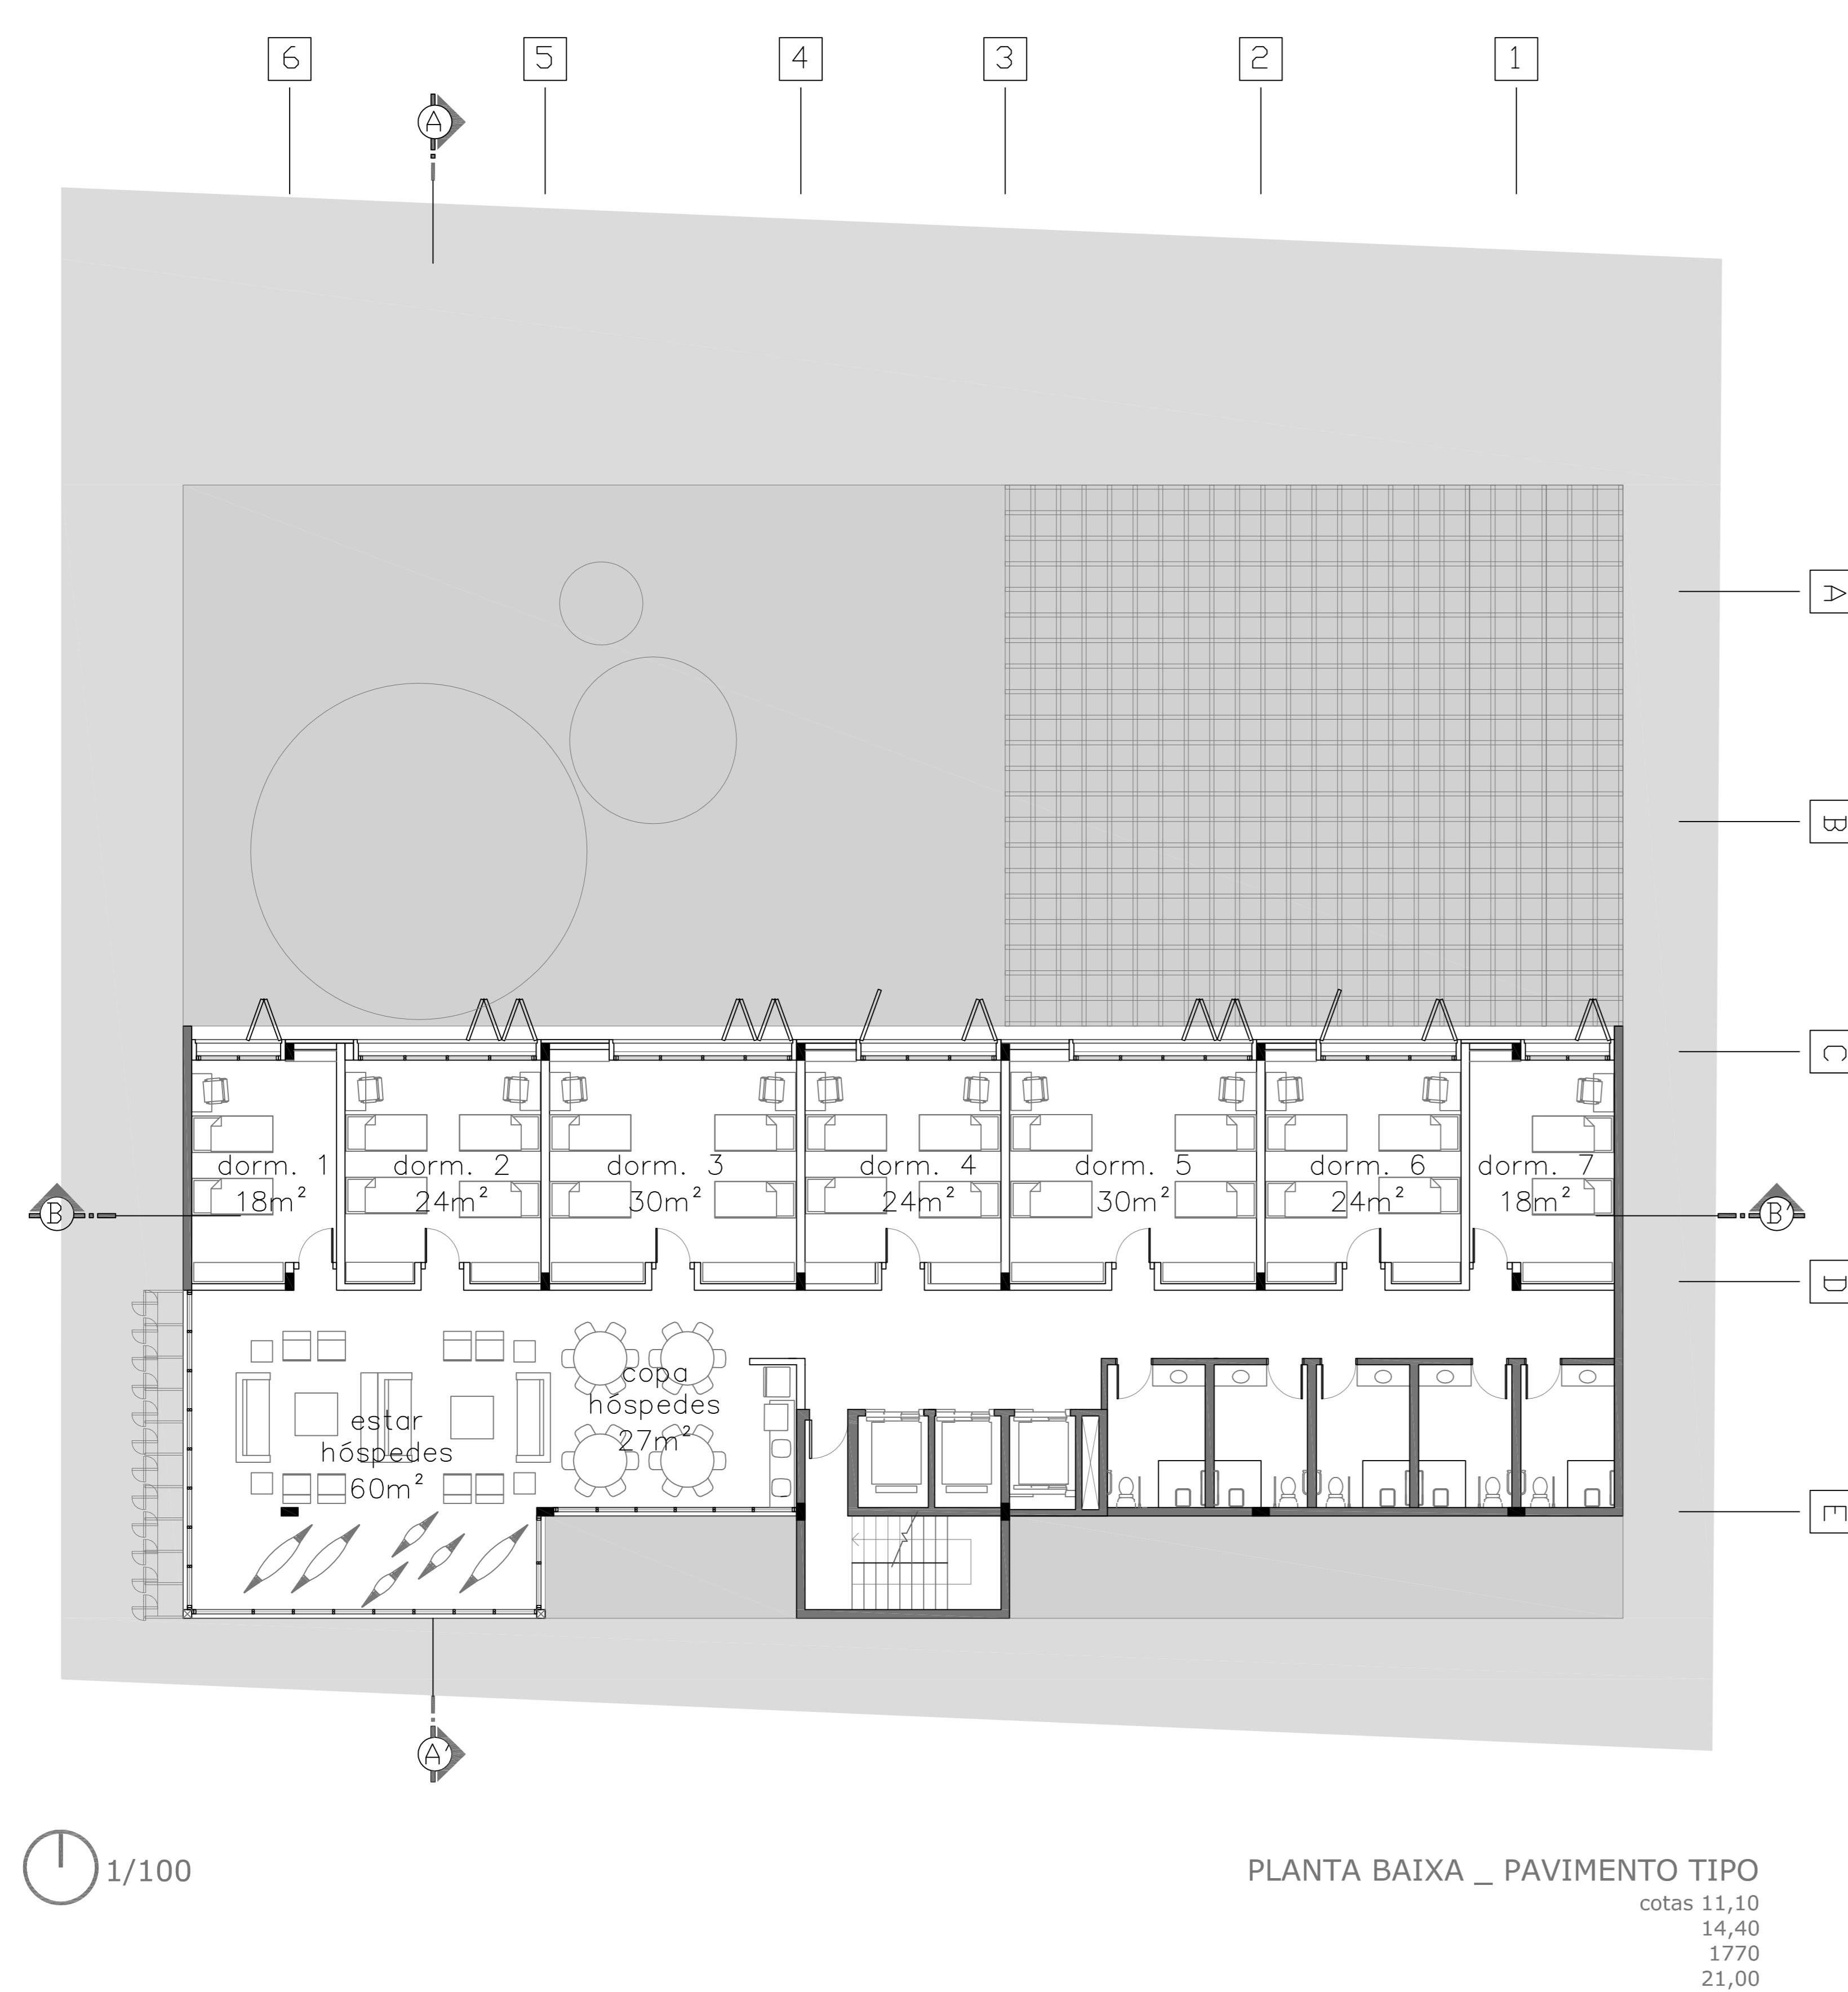 6 5 4 3 2 1
A
A
B
C
dorm. 1 dorm. 2 dorm. 3 dorm. 4 dorm. 5 dorm. 6 dorm. 7
18m² 24m² 30m² 24m² 30m² 24m² 18m²
B B'
D
copa
hóspedes
27m²
estar
hóspedes
60m²
E
A'
1/100
PLANTA BAIXA _ PAVIMENTO TIPO
cotas 11,10
14,40
1770
21,00